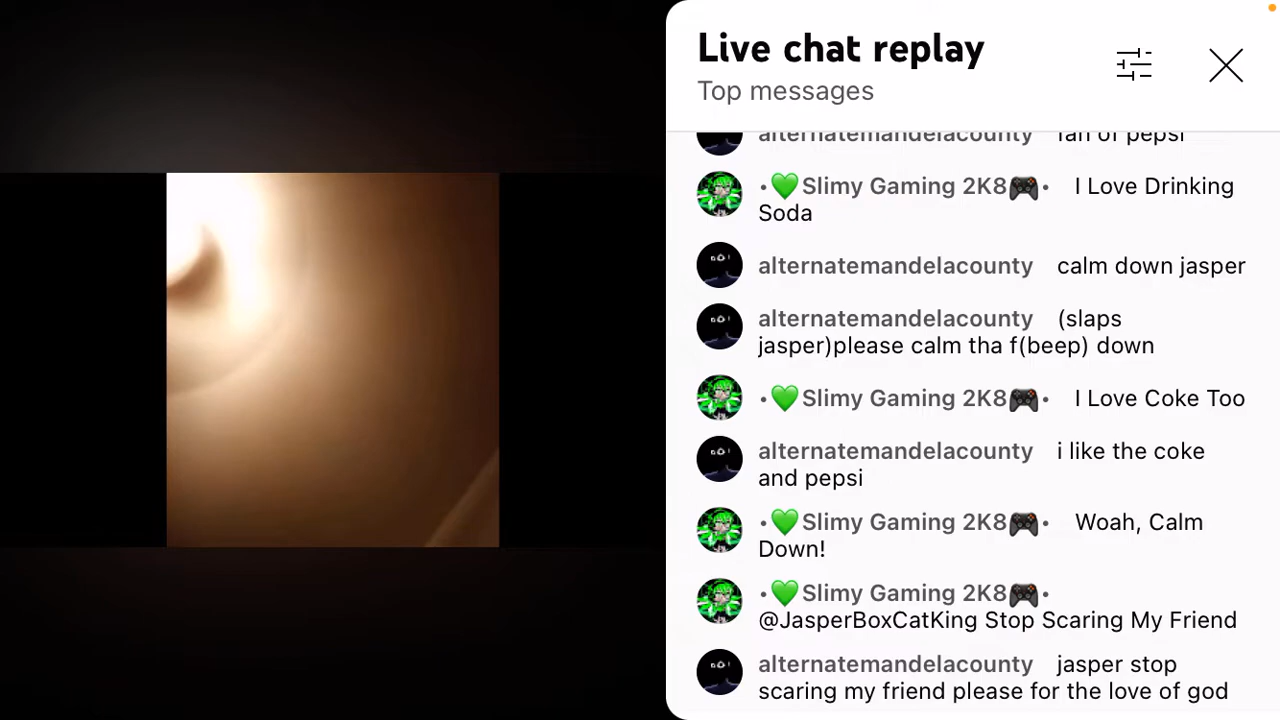 Live chat replay
Top messages
alternatemandelacounty fan of pepsi
•💚Slimy Gaming 2K8🎮• I Love Drinking
Soda
alternatemandelacounty calm down jasper
alternatemandelacounty (slaps
jasper)please calm tha f(beep) down
•💚Slimy Gaming 2K8🎮• I Love Coke Too
alternatemandelacounty i like the coke
and pepsi
•💚Slimy Gaming 2K8🎮• Woah, Calm
Down!
•💚Slimy Gaming 2K8🎮•
@JasperBoxCatKing Stop Scaring My Friend
alternatemandelacounty jasper stop
scaring my friend please for the love of god